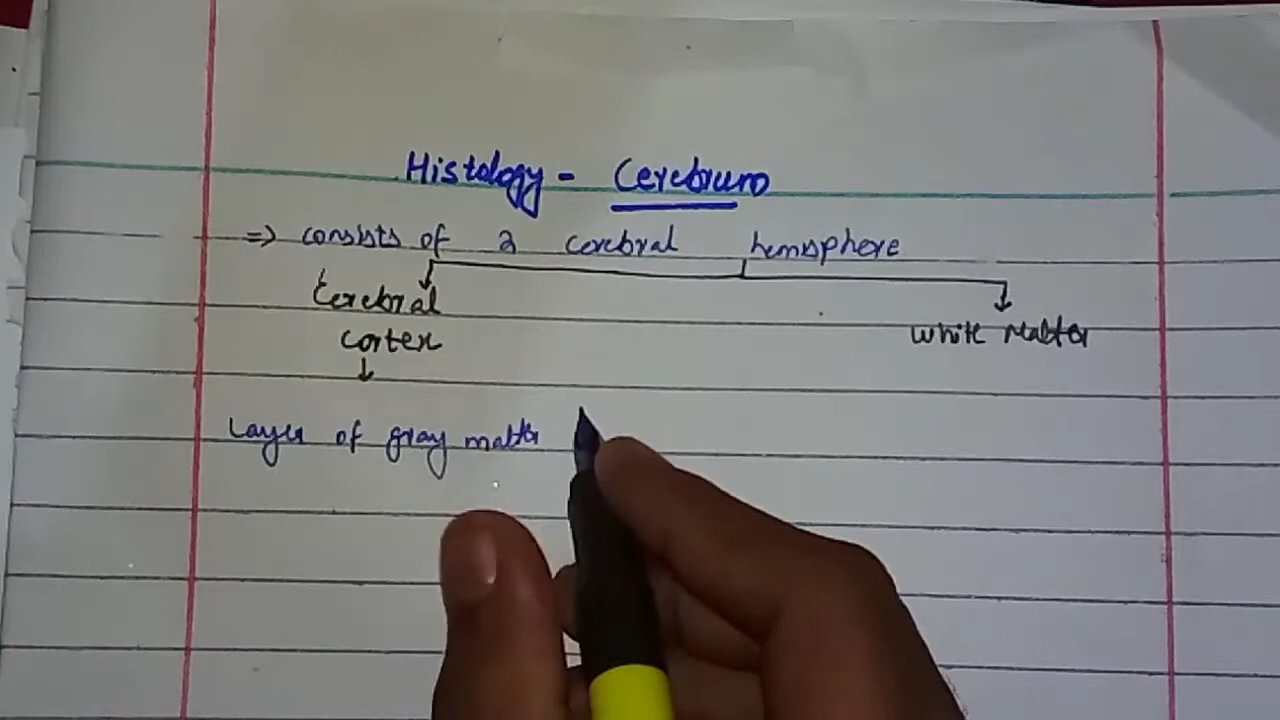 Histology - Cerebrum
=> consists of 2 cerebral hemisphere
Cerebral
cortex
White Matter
Layer of gray matter